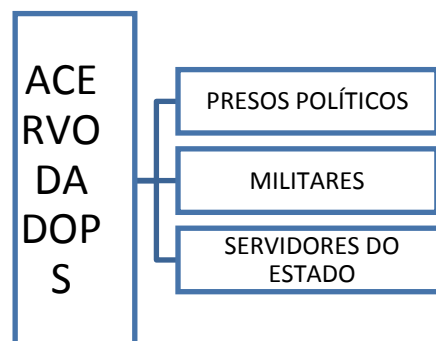 ACE
RVO
DA
DOP
S
PRESOS POLÍTICOS
MILITARES
SERVIDORES DO
ESTADO